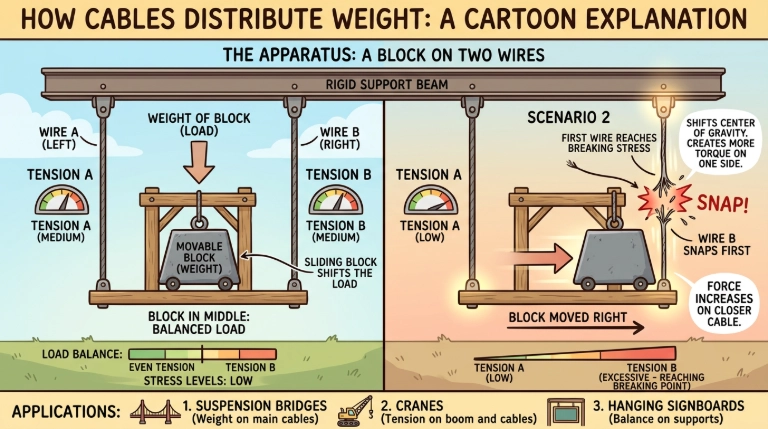 HOW CABLES DISTRIBUTE WEIGHT: A CARTOON EXPLANATION
THE APPARATUS: A BLOCK ON TWO WIRES
RIGID SUPPORT BEAM
WIRE A
(LEFT)
WEIGHT OF BLOCK
(LOAD)
WIRE B
(RIGHT)
TENSION A
TENSION A
(MEDIUM)
TENSION B
TENSION B
(MEDIUM)
MOVABLE
BLOCK
(WEIGHT)
SLIDING BLOCK
SHIFTS THE
LOAD
BLOCK IN MIDDLE:
BALANCED LOAD
LOAD BALANCE:
EVEN TENSION
TENSION B
STRESS LEVELS: LOW
SCENARIO 2
FIRST WIRE REACHES
BREAKING STRESS
SHIFTS CENTER
OF GRAVITY.
CREATES MORE
TORQUE ON
ONE SIDE.
TENSION A
TENSION A
(LOW)
SNAP!
WIRE B
SNAPS FIRST
FORCE
INCREASES
ON CLOSER
CABLE.
BLOCK MOVED RIGHT
TENSION A
(LOW)
TENSION B
(EXCESSIVE - REACHING
BREAKING POINT)
APPLICATIONS:
1. SUSPENSION BRIDGES
(Weight on main cables)
2. CRANES
(Tension on boom and cables)
3. HANGING SIGNBOARDS
(Balance on supports)